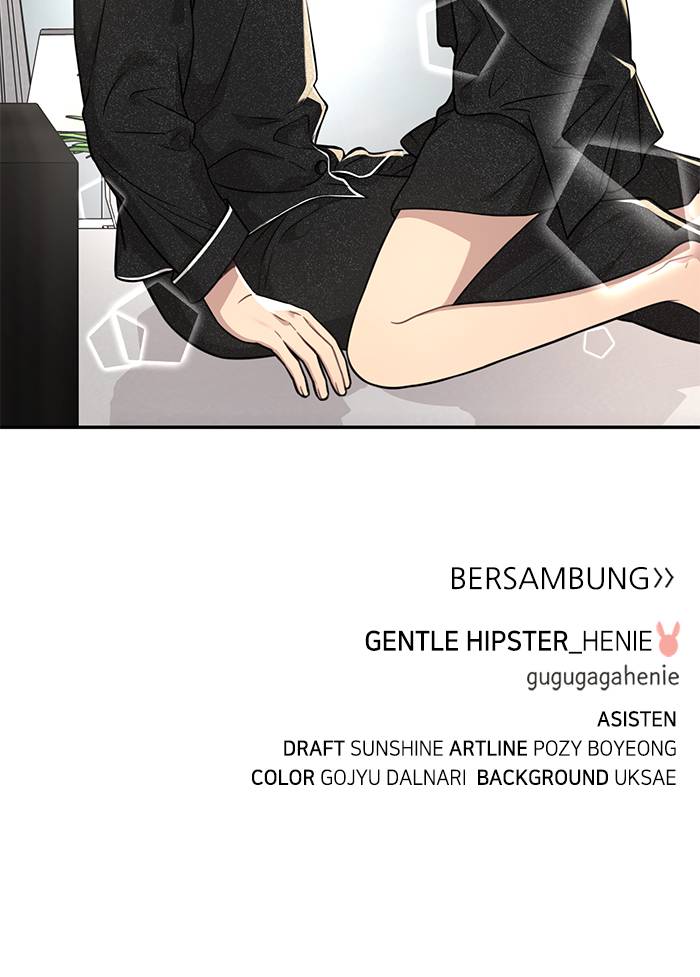 BERSAMBUNG>>
GENTLE HIPSTER_HENIE
gugugagahenie
ASISTEN
DRAFT SUNSHINE ARTLINE POZY BOYEONG
COLOR GOJYU DALNARI BACKGROUND UKSAE